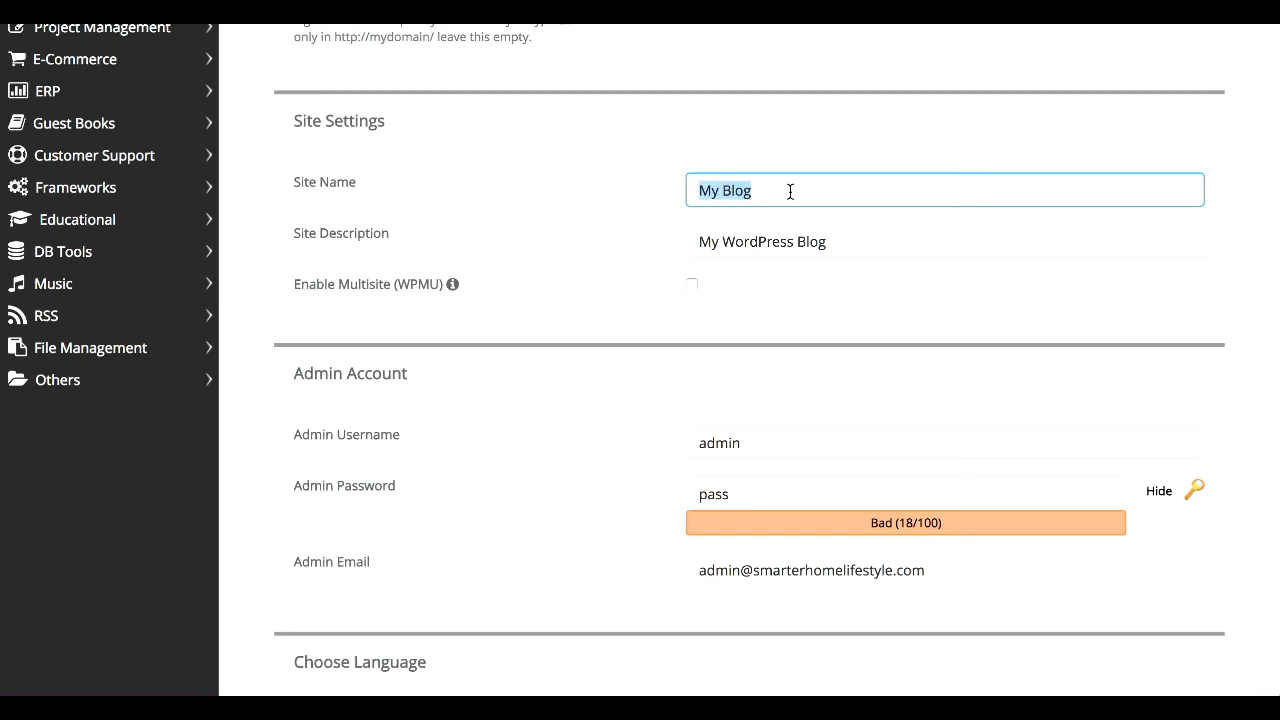 Project Management
E-Commerce
ERP
Guest Books
Customer Support
Frameworks
Educational
DB Tools
Music
RSS
File Management
Others
only in http://mydomain/ leave this empty.
Site Settings
Site Name
My Blog
Site Description
My WordPress Blog
Enable Multisite (WPMU)
Admin Account
Admin Username
admin
Admin Password
pass
Hide
Bad (18/100)
Admin Email
admin@smarterhomelifestyle.com
Choose Language